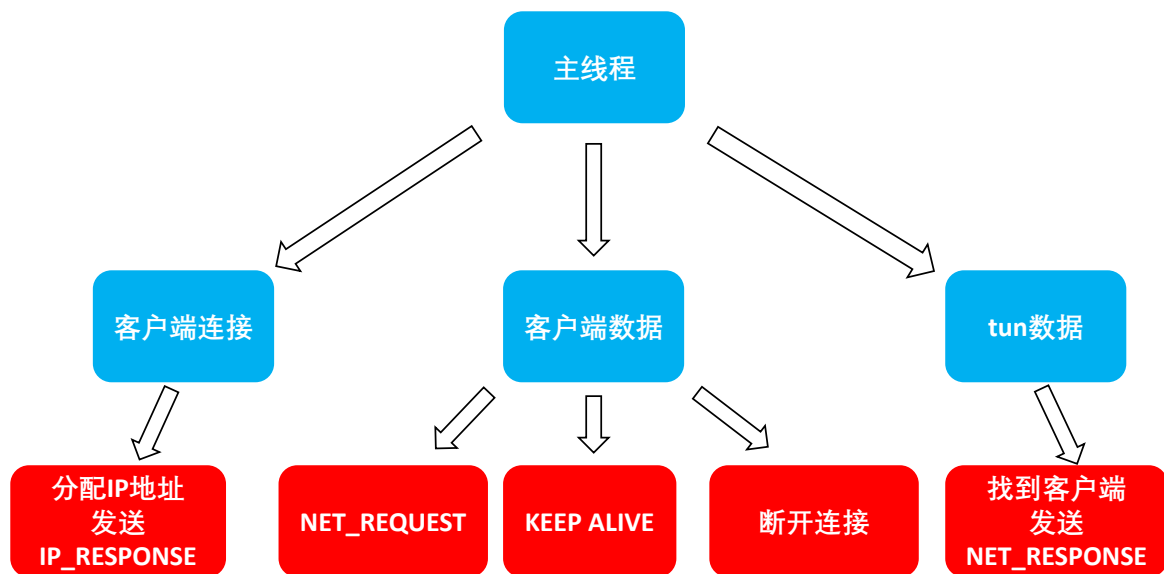 主线程
客户端连接
客户端数据
tun数据
分配IP地址
发送
IP_RESPONSE
NET_REQUEST
KEEP ALIVE
断开连接
找到客户端
发送
NET_RESPONSE